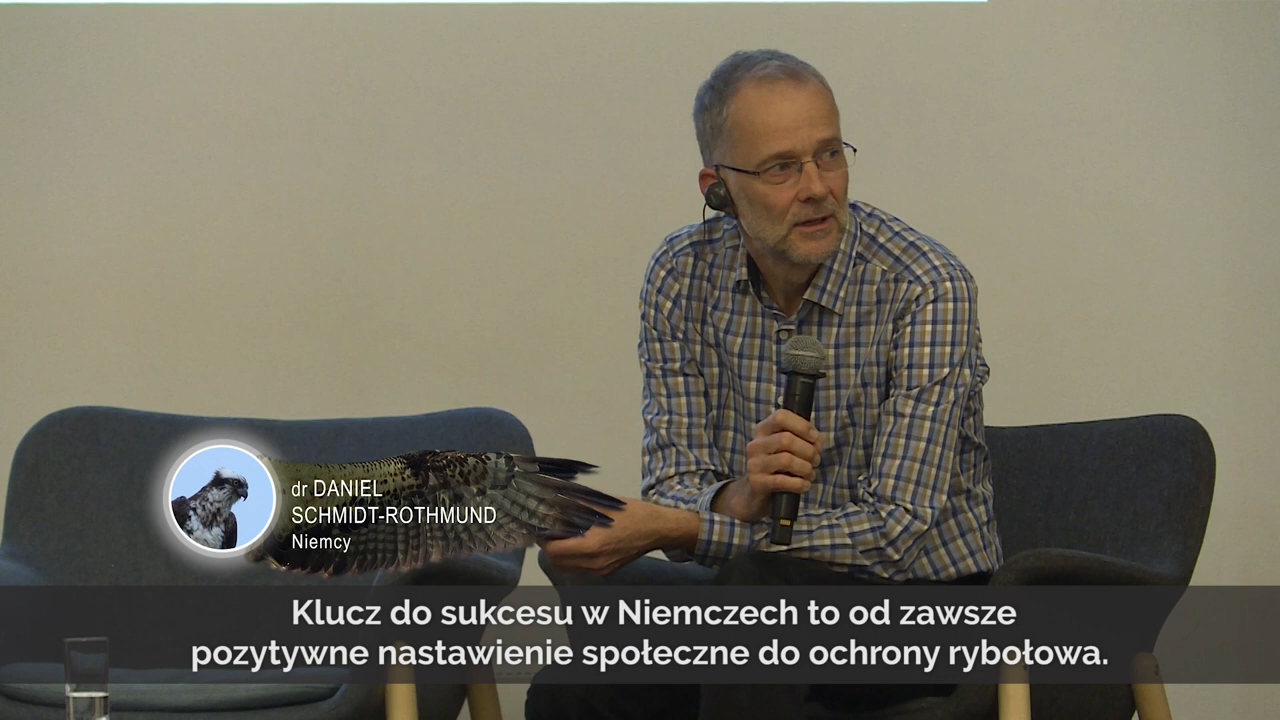 dr DANIEL
SCHMIDT-ROTHMUND
Niemcy
Klucz do sukcesu w Niemczech to od zawsze
pozytywne nastawienie społeczne do ochrony rybołowa.